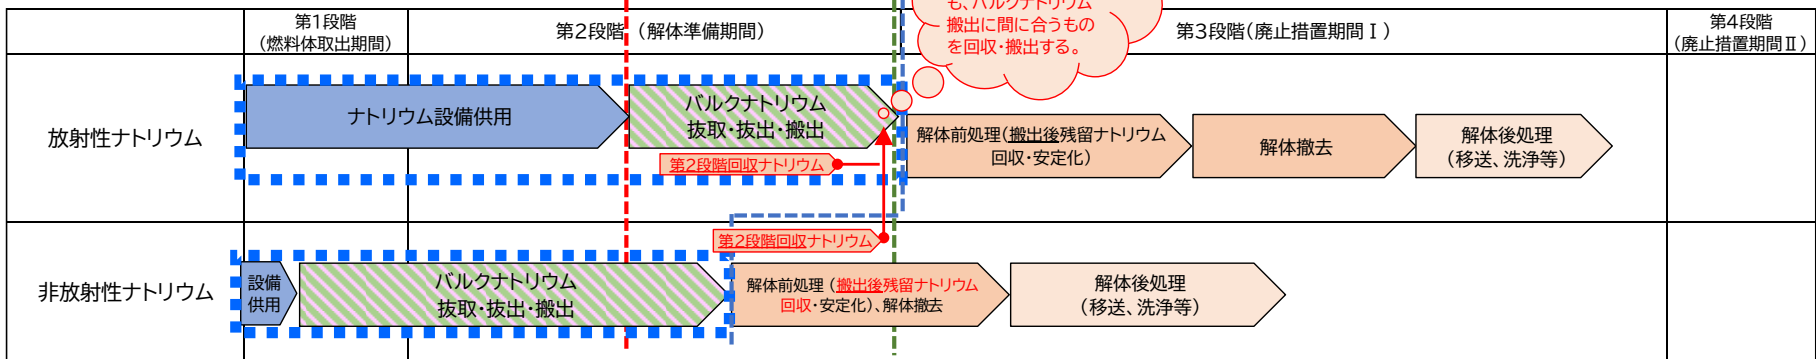 も、バルクナトリウム
搬出に間に合うもの
を回収・搬出する。
第1段階
(燃料体取出期間)
第2段階 (解体準備期間)
第3段階(廃止措置期間Ⅰ)
第4段階
(廃止措置期間Ⅱ)
放射性ナトリウム
ナトリウム設備供用
バルクナトリウム
抜取・抜出・搬出
第2段階回収ナトリウム
解体前処理(搬出後残留ナトリウム
回収・安定化)
解体撤去
解体後処理
(移送、洗浄等)
非放射性ナトリウム
設備
供用
バルクナトリウム
抜取・抜出・搬出
第2段階回収ナトリウム
解体前処理(搬出後残留ナトリウム
回収・安定化)、解体撤去
解体後処理
(移送、洗浄等)